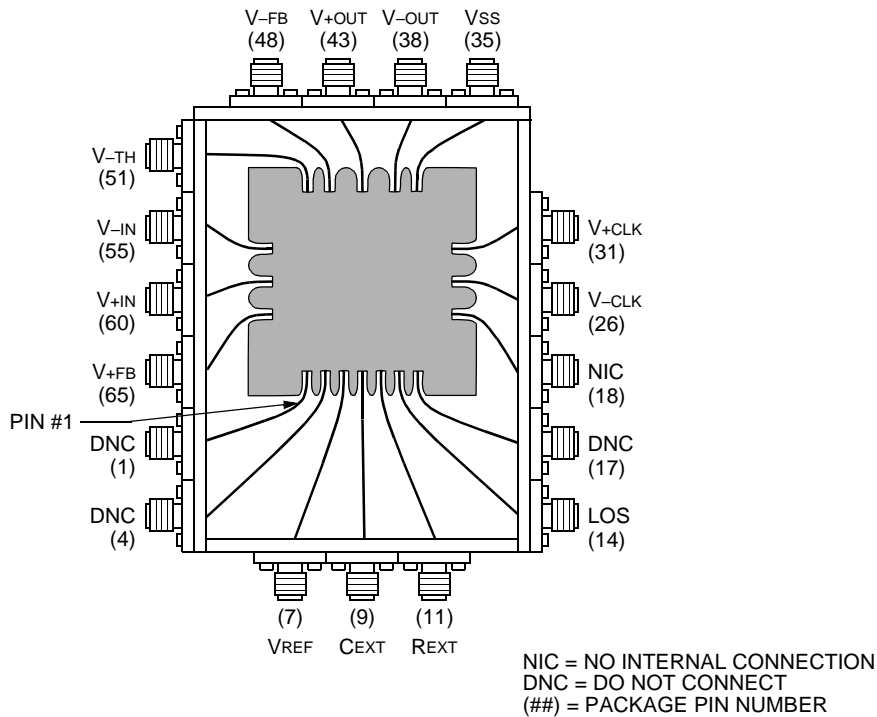 V–FB V+OUT V–OUT VSS
(48) (43) (38) (35)
V–TH
(51)
V–IN
(55)
V+IN
(60)
V+FB
(65)
PIN #1
DNC
(1)
DNC
(4)
V+CLK
(31)
V–CLK
(26)
NIC
(18)
DNC
(17)
LOS
(14)
(7) (9) (11)
VREF CEXT REXT
NIC = NO INTERNAL CONNECTION
DNC = DO NOT CONNECT
(##) = PACKAGE PIN NUMBER